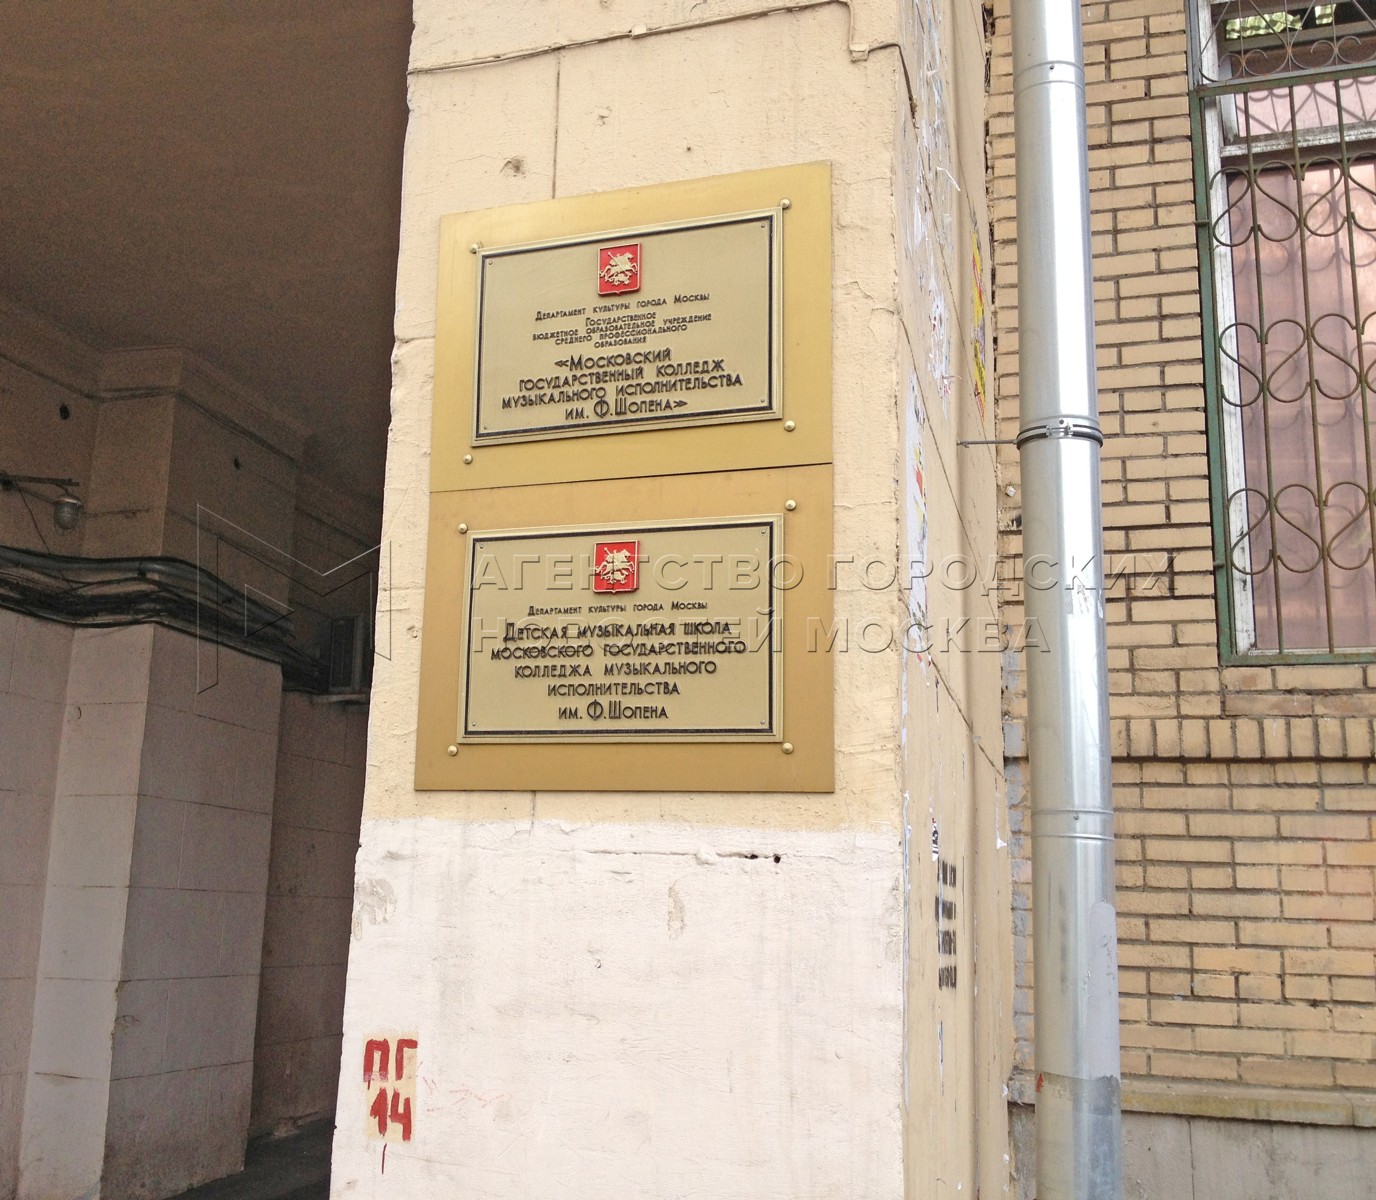 Департамент культуры города Москвы
Государственное
бюджетное образовательное учреждение
среднего профессионального
образования
«Московский
государственный колледж
музыкального исполнительства
им. Ф.Шопена»
Департамент культуры города Москвы
Детская музыкальная школа
московского государственного
колледжа музыкального
исполнительства
им. Ф.Шопена
АГЕНТСТВО ГОРОДСКИХ
НОВОСТЕЙ МОСКВА
ПГ
14